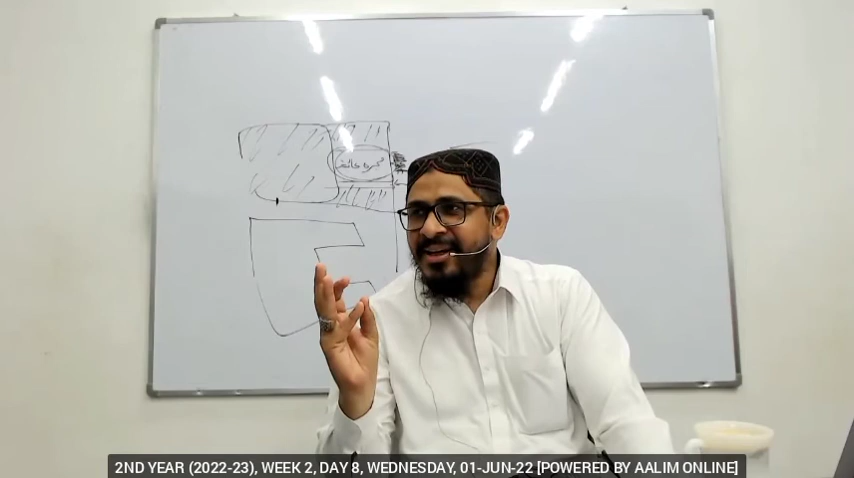 2ND YEAR (2022-23), WEEK 2, DAY 8, WEDNESDAY, 01-JUN-22 [POWERED BY AALIM ONLINE]